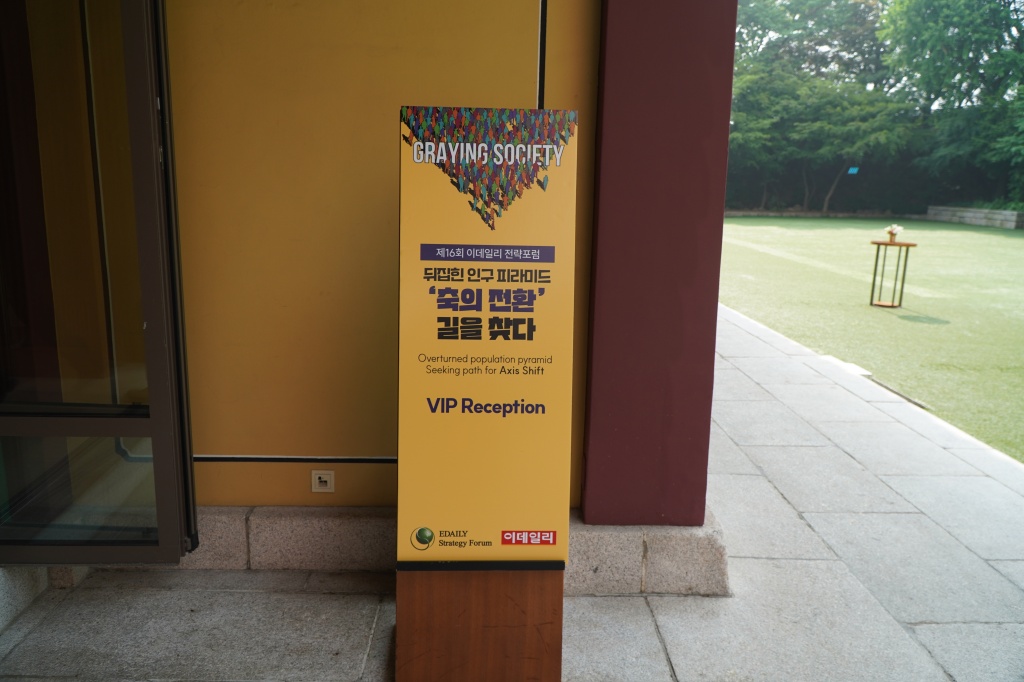 GRAYING SOCIETY
제16회 이데일리 전략포럼
뒤집힌 인구 피라미드
‘축의 전환’
길을 찾다
Overturned population pyramid
Seeking path for Axis Shift
VIP Reception
EDAILY
Strategy Forum
이데일리